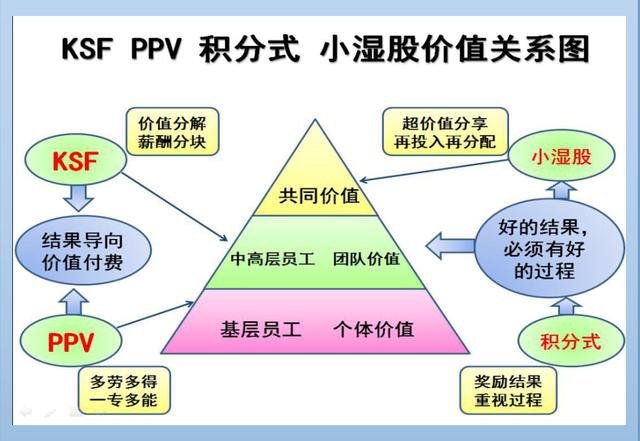 KSF PPV 积分式 小湿股价值关系图
价值分解
薪酬分块
超价值分享
再投入再分配
KSF
小湿股
共同价值
结果导向
价值付费
中高层员工 团队价值
好的结果,
必须有好
的过程
基层员工 个体价值
PPV
积分式
多劳多得
一专多能
奖励结果
重视过程